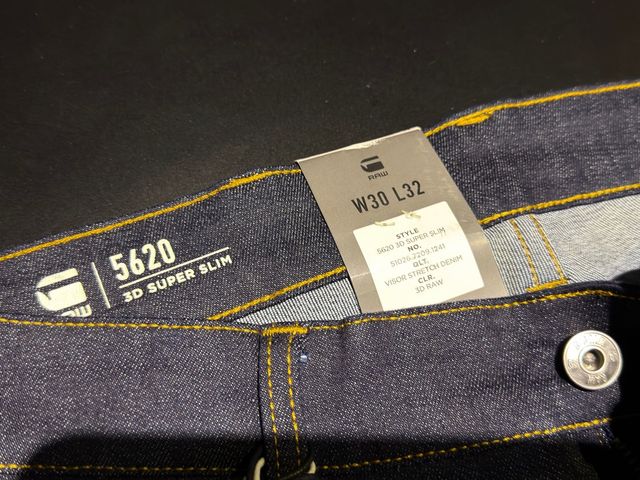 RAW
W30 L32
STYLE
5620 3D SUPER SLIM
NO.
51026.7209.1241
QLT.
VISOR STRETCH DENIM
CLR.
3D RAW
5620
3D SUPER SLIM
RAW